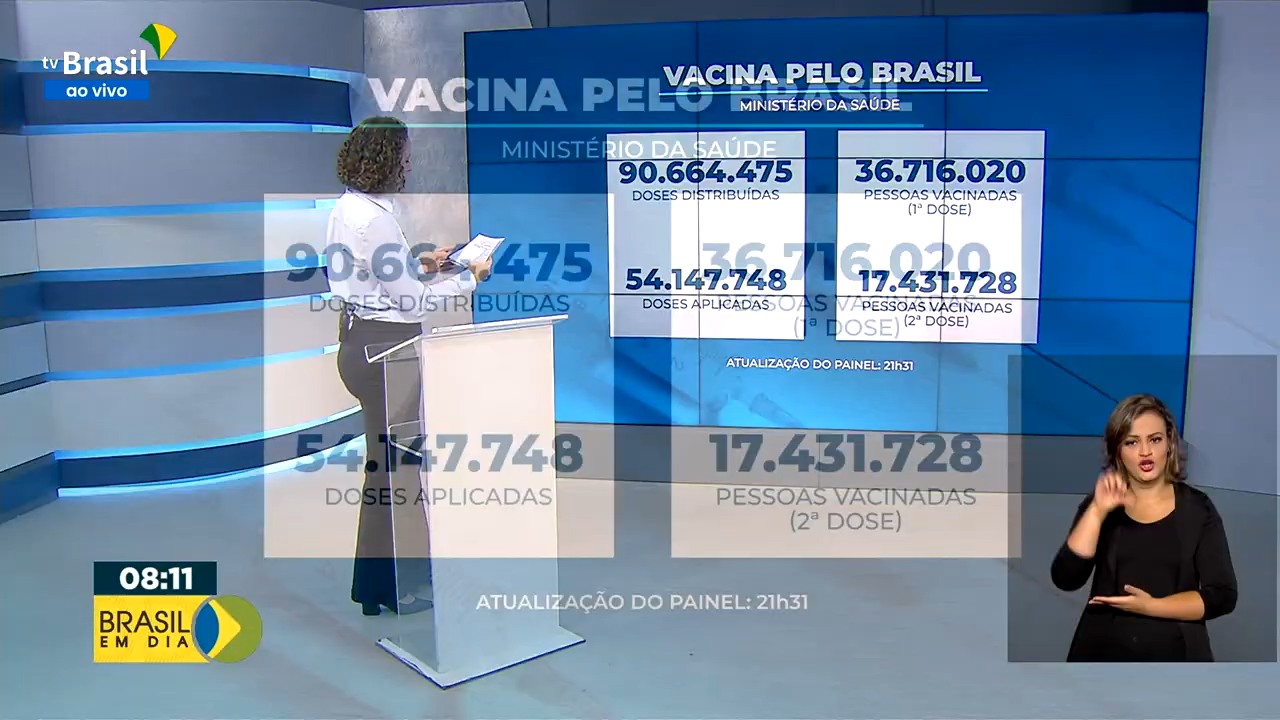 tv Brasil
ao vivo
VACINA PELO BRASIL
MINISTÉRIO DA SAÚDE
90.664.475
DOSES DISTRIBUÍDAS
36.716.020
PESSOAS VACINADAS
(1ª DOSE)
54.147.748
DOSES APLICADAS
17.431.728
PESSOAS VACINADAS
(2ª DOSE)
ATUALIZAÇÃO DO PAINEL: 21h31
VACINA PELO BRASIL
MINISTÉRIO DA SAÚDE
90.664.475
DOSES DISTRIBUÍDAS
36.716.020
PESSOAS VACINADAS
(1ª DOSE)
54.147.748
DOSES APLICADAS
17.431.728
PESSOAS VACINADAS
(2ª DOSE)
ATUALIZAÇÃO DO PAINEL: 21h31
08:11
BRASIL
EM DIA